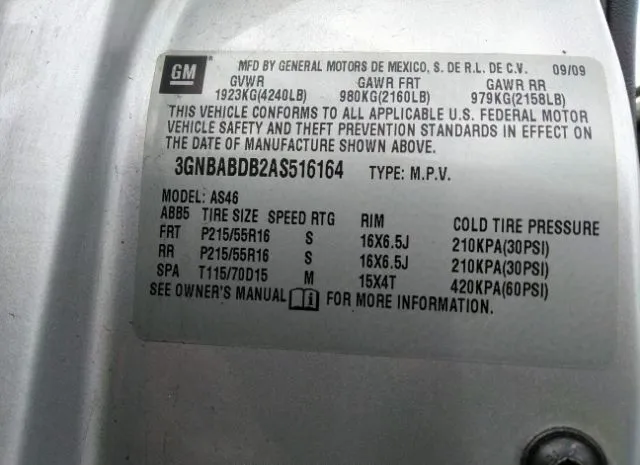 GM
MFD BY GENERAL MOTORS DE MEXICO, S. DE R.L. DE C.V. 09/09
GVWR GAWR FRT GAWR RR
1923KG(4240LB) 980KG(2160LB) 979KG(2158LB)
THIS VEHICLE CONFORMS TO ALL APPLICABLE U.S. FEDERAL MOTOR
VEHICLE SAFETY AND THEFT PREVENTION STANDARDS IN EFFECT ON
THE DATE OF MANUFACTURE SHOWN ABOVE.
3GNBABDB2AS516164 TYPE: M.P.V.
MODEL: AS46
ABB5 TIRE SIZE SPEED RTG RIM COLD TIRE PRESSURE
FRT P215/55R16 S 16X6.5J 210KPA(30PSI)
RR P215/55R16 S 16X6.5J 210KPA(30PSI)
SPA T115/70D15 M 15X4T 420KPA(60PSI)
SEE OWNER'S MANUAL i FOR MORE INFORMATION.